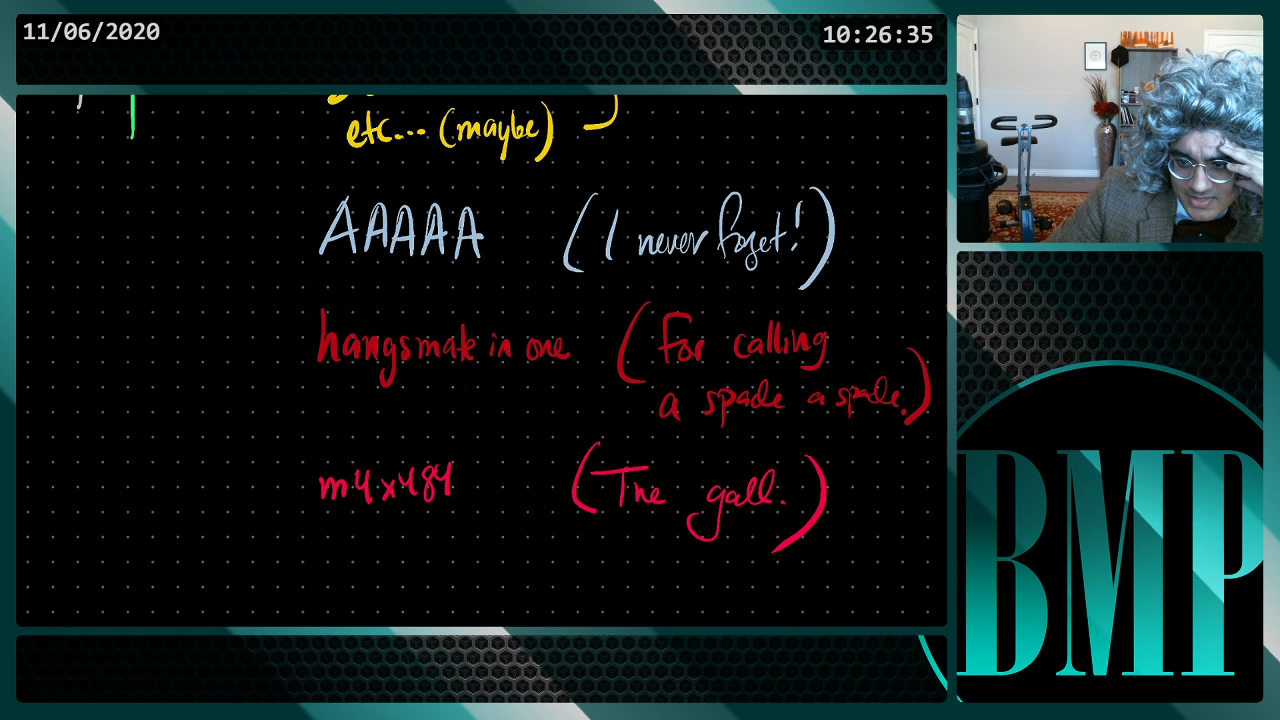 11/06/2020 10:26:35
etc... (maybe)
AAAAA (I never forget!)
hangsmate in one (For calling
a spade a spade.)
m4x484 (The gall.)
BMP